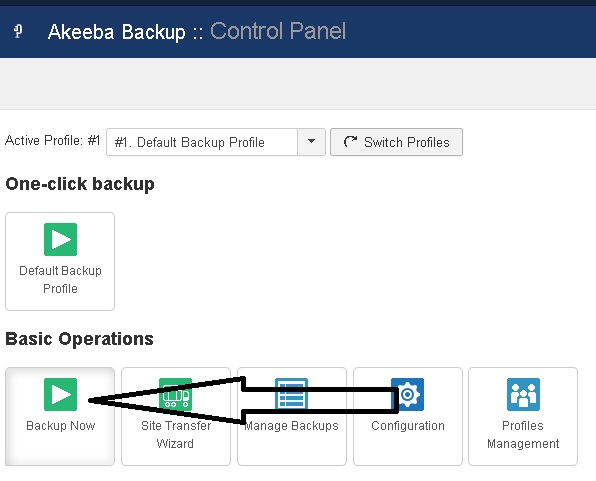 Akeeba Backup :: Control Panel
Active Profile: #1 #1. Default Backup Profile Switch Profiles
One-click backup
Default Backup
Profile
Basic Operations
Backup Now
Site Transfer
Wizard
Manage Backups
Configuration
Profiles
Management